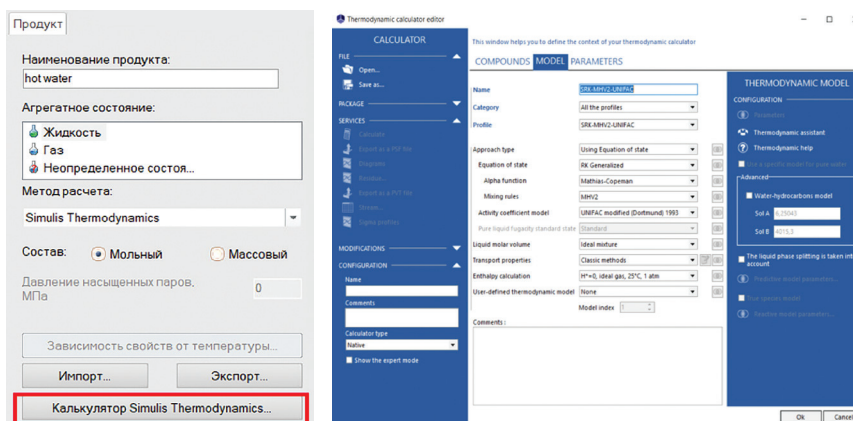 Продукт
Наименование продукта:
hot water
Агрегатное состояние:
Жидкость
Газ
Неопределенное состоя...
Метод расчета:
Simulis Thermodynamics
Состав:
Мольный
Массовый
Давление насыщенных паров,
МПа
0
Зависимость свойств от температуры...
Импорт...
Экспорт...
Калькулятор Simulis Thermodynamics...
Thermodynamic calculator editor
CALCULATOR
FILE
Open...
Save as...
PACKAGE
SERVICES
Calculate
Export as a PSF file
Diagrams
Residue...
Export as a PVT file
Stream...
Sigma profiles
MODIFICATIONS
CONFIGURATION
Name
Comments
Calculator type
Native
Show the expert mode
This window helps you to define the context of your thermodynamic calculator
COMPOUNDS MODEL PARAMETERS
Name SRK-MHV2-UNIFAC
Category All the profiles
Profile SRK-MHV2-UNIFAC
Approach type Using Equation of state
Equation of state RK Generalized
Alpha function Mathias-Copeman
Mixing rules MHV2
Activity coefficient model UNIFAC modified (Dortmund) 1993
Pure liquid fugacity standard state Standard
Liquid molar volume Ideal mixture
Transport properties Classic methods
Enthalpy calculation H*=0, ideal gas, 25°C, 1 atm
User-defined thermodynamic model None
Model index 1
Comments :
THERMODYNAMIC MODEL
CONFIGURATION
Parameters
Thermodynamic assistant
Thermodynamic help
Use a specific model for pure water
Advanced
Water-hydrocarbons model
Sol A 6,25043
Sol B 4015,3
The liquid phase splitting is taken int
account
Predictive model parameters...
True species model
Reactive model parameters...
Ok
Cancel